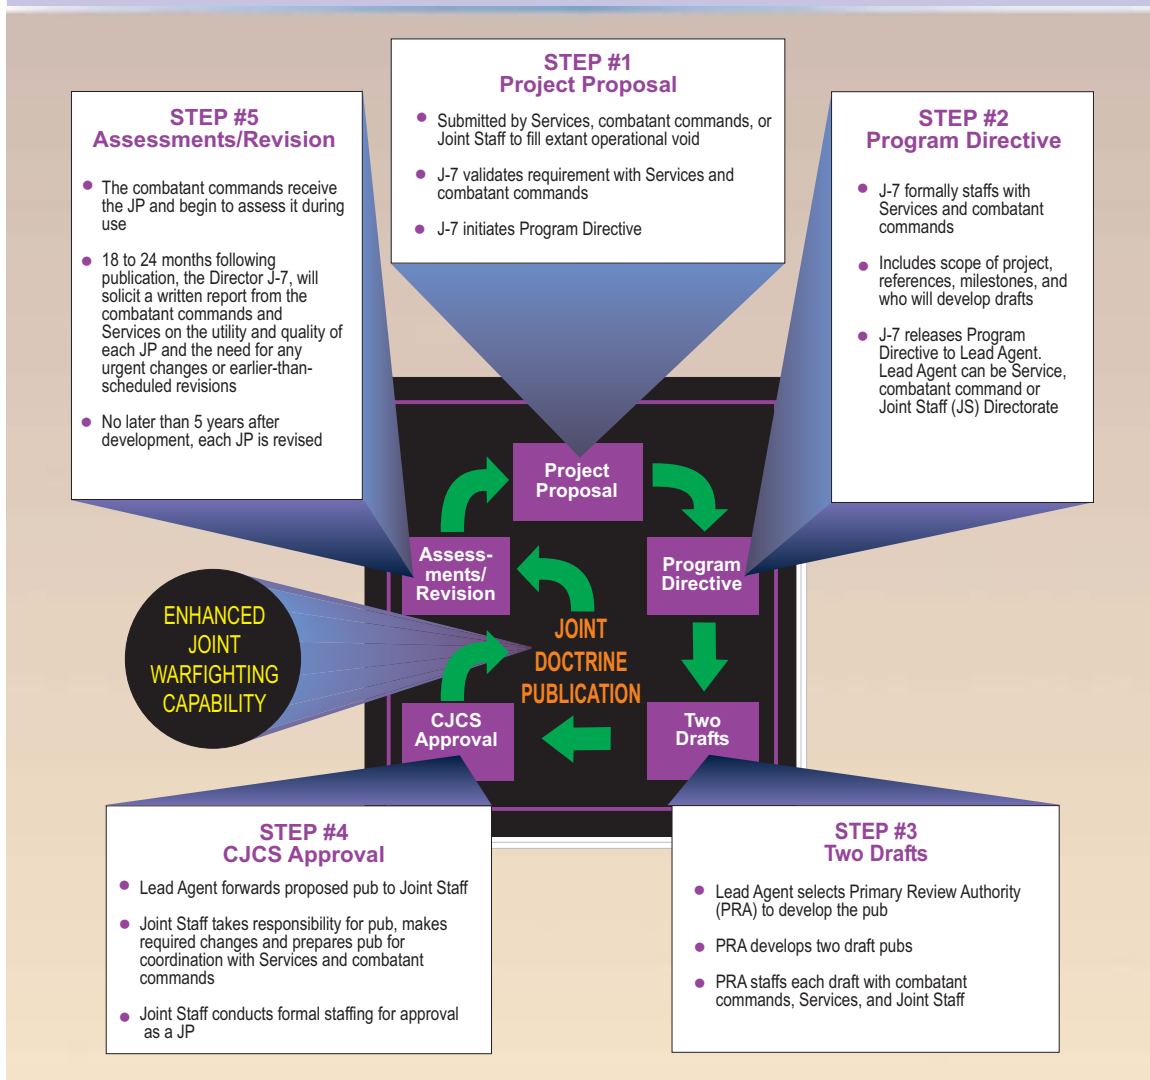 STEP #1
Project Proposal
• Submitted by Services, combatant commands, or
Joint Staff to fill extant operational void
• J-7 validates requirement with Services and
combatant commands
• J-7 initiates Program Directive
STEP #5
Assessments/Revision
• The combatant commands receive
the JP and begin to assess it during
use
• 18 to 24 months following
publication, the Director J-7, will
solicit a written report from the
combatant commands and
Services on the utility and quality of
each JP and the need for any
urgent changes or earlier-than-
scheduled revisions
• No later than 5 years after
development, each JP is revised
STEP #2
Program Directive
• J-7 formally staffs with
Services and combatant
commands
• Includes scope of project,
references, milestones, and
who will develop drafts
• J-7 releases Program
Directive to Lead Agent.
Lead Agent can be Service,
combatant command or
Joint Staff (JS) Directorate
Project
Proposal
Assess-
ments/
Revision
Program
Directive
ENHANCED
JOINT
WARFIGHTING
CAPABILITY
JOINT
DOCTRINE
PUBLICATION
CJCS
Approval
Two
Drafts
STEP #4
CJCS Approval
• Lead Agent forwards proposed pub to Joint Staff
• Joint Staff takes responsibility for pub, makes
required changes and prepares pub for
coordination with Services and combatant
commands
• Joint Staff conducts formal staffing for approval
as a JP
STEP #3
Two Drafts
• Lead Agent selects Primary Review Authority
(PRA) to develop the pub
• PRA develops two draft pubs
• PRA staffs each draft with combatant
commands, Services, and Joint Staff